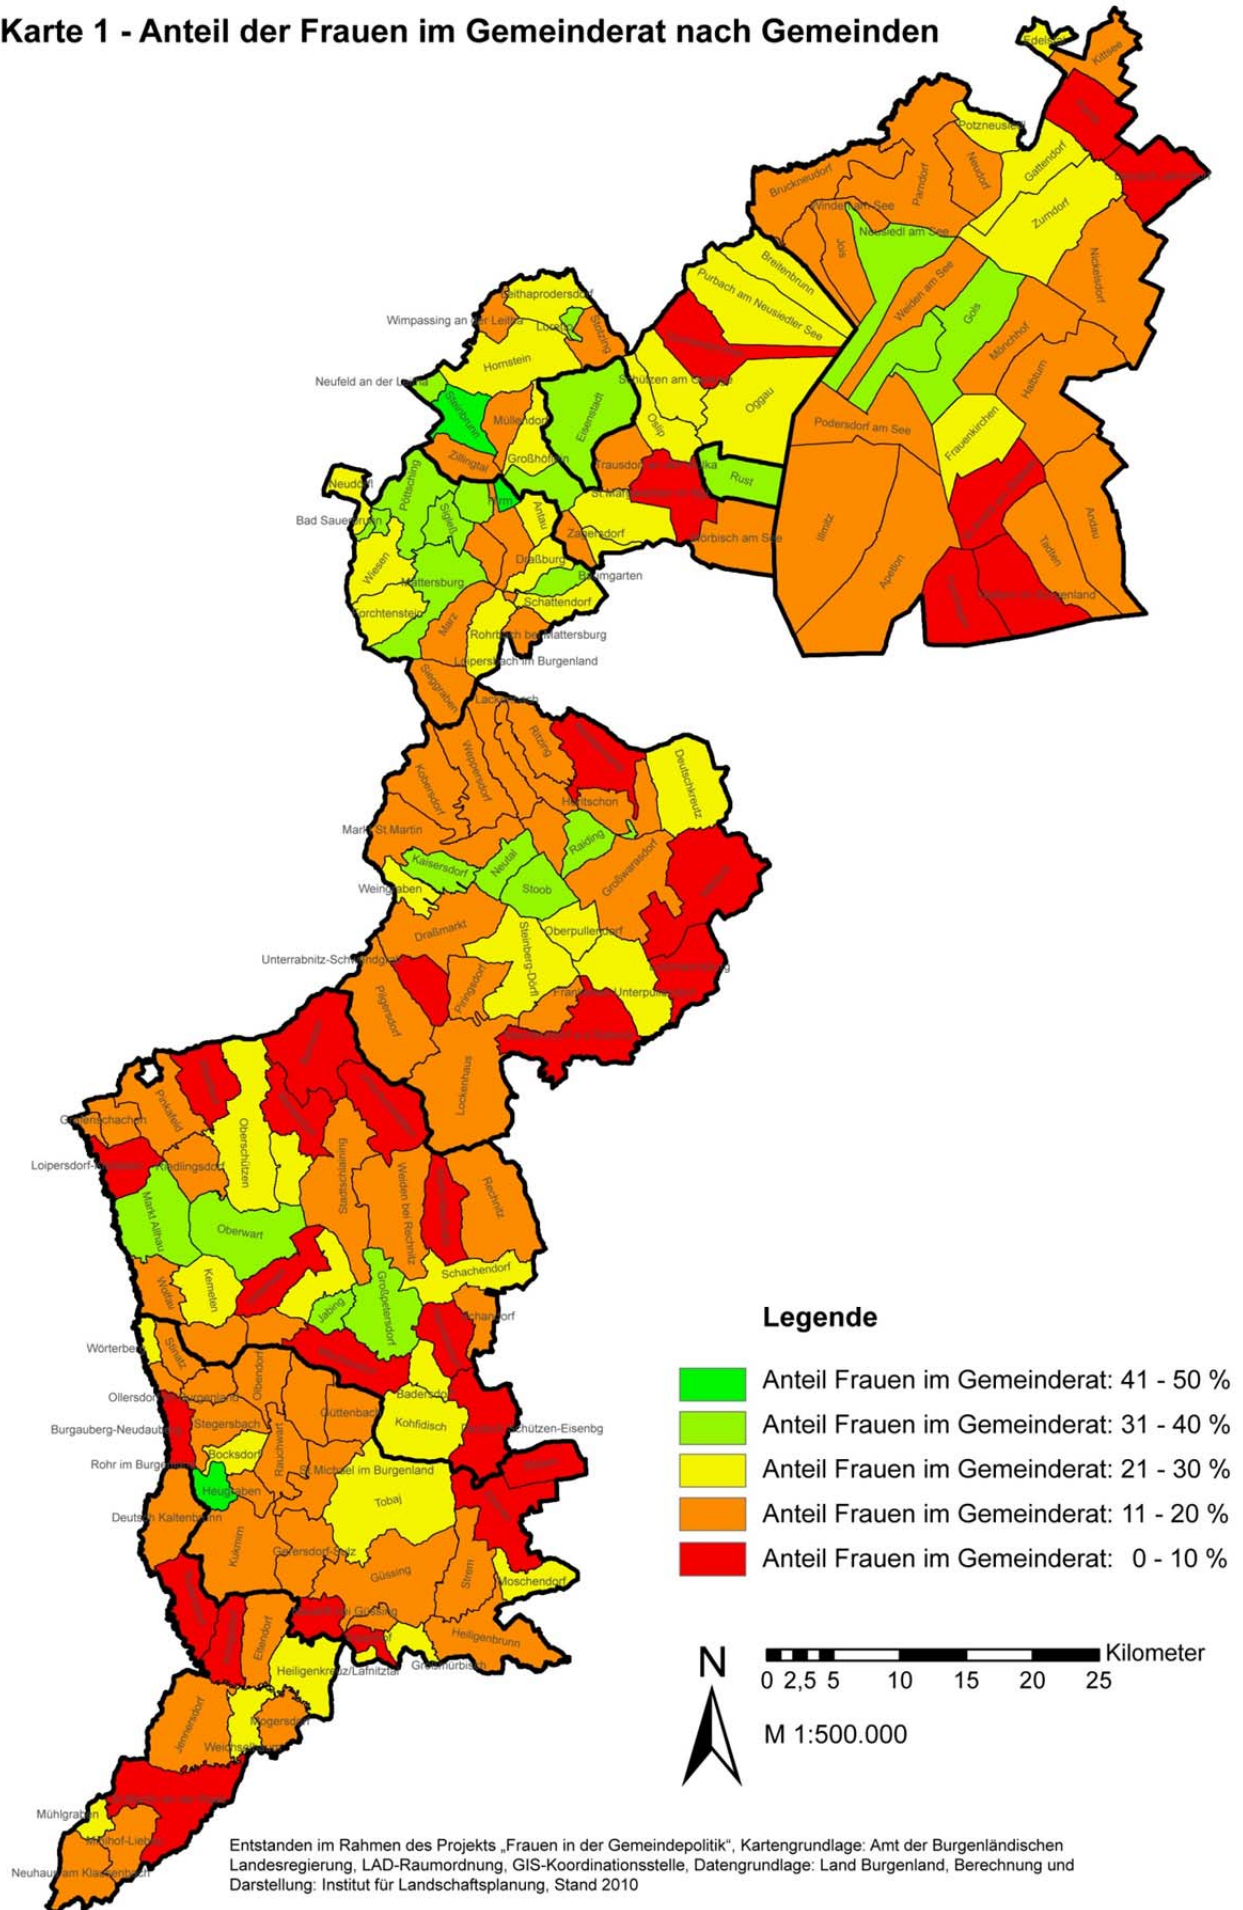 Karte 1 - Anteil der Frauen im Gemeinderat nach Gemeinden
Kittsee
Potzneusiedl
Gattendorf
Neudorf
Parndorf
Bruckneudorf
Winden am See
Zurndorf
Neusiedl am See
Jois
Nickelsdorf
Breitenbrunn
Purbach am Neusiedler See
Weiden am See
Gols
Mönchhof
Halbturn
Leithaprodersdorf
Wimpassing an der Leitha
Stotzing
Hornstein
Neufeld an der Leitha
Schützen am Gebirge
Oggau
Steinbrunn
Müllendorf
Eisenstadt
Oslip
Podersdorf am See
Frauenkirchen
Großhöflein
Zillingtal
Rust
Neudörfl
Pöttsching
Bad Sauerbrunn
Sigleß
Antau
Zagersdorf
Mörbisch am See
Illmitz
Apetlon
Tadten
Andau
Wiesen
Draßburg
Mattersburg
Baumgarten
Forchtenstein
Schattendorf
Marz
Rohrbach bei Mattersburg
Loipersbach im Burgenland
Sieggraben
Lackenbach
Ritzing
Weppersdorf
Kobersdorf
Deutschkreutz
Horitschon
Markt St.Martin
Raiding
Neutal
Kaisersdorf
Großwarasdorf
Weingraben
Stoob
Draßmarkt
Steinberg-Dörfl
Oberpullendorf
Piringsdorf
Pilgersdorf
Lockenhaus
Pinkafeld
Oberschützen
Riedlingsdorf
Stadtschlaining
Weiden bei Rechnitz
Rechnitz
Markt Allhau
Oberwart
Schachendorf
Kemeten
Wolfau
Großpetersdorf
Jabing
Schandorf
Wörterberg
Stinatz
Olbendorf
Badersdorf
Güttenbach
Kohfidisch
Stegersbach
Burgauberg-Neudauberg
Rauchwart
Bocksdorf
Rohr im Burgenland
St.Michael im Burgenland
Heugraben
Tobaj
Deutsch Kaltenbrunn
Kukmirn
Gerersdorf-Sulz
Güssing
Strem
Moschendorf
Eltendorf
Heiligenbrunn
Heiligenkreuz/Lafnitztal
Großmürbisch
Jennersdorf
Mogersdorf
Mühlgraben
Neuhaus am Klausenbach
Legende
Anteil Frauen im Gemeinderat: 41 - 50 %
Anteil Frauen im Gemeinderat: 31 - 40 %
Anteil Frauen im Gemeinderat: 21 - 30 %
Anteil Frauen im Gemeinderat: 11 - 20 %
Anteil Frauen im Gemeinderat: 0 - 10 %
N
Kilometer
0 2,5 5 10 15 20 25
M 1:500.000
Entstanden im Rahmen des Projekts „Frauen in der Gemeindepolitik“, Kartengrundlage: Amt der Burgenländischen
Landesregierung, LAD-Raumordnung, GIS-Koordinationsstelle, Datengrundlage: Land Burgenland, Berechnung und
Darstellung: Institut für Landschaftsplanung, Stand 2010